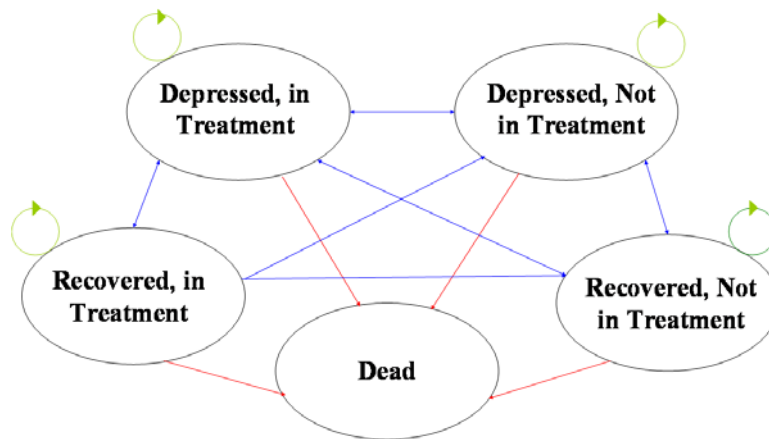 Depressed, in
Treatment
Depressed, Not
in Treatment
Recovered, in
Treatment
Recovered, Not
in Treatment
Dead